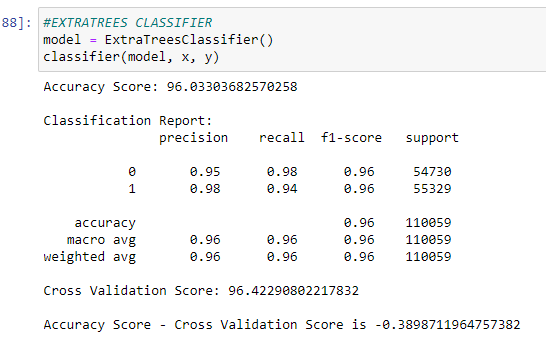 88]: #EXTRATREES CLASSIFIER
model = ExtraTreesClassifier()
classifier(model, x, y)
Accuracy Score: 96.03303682570258
Classification Report:
precision recall f1-score support
0 0.95 0.98 0.96 54730
1 0.98 0.94 0.96 55329
accuracy 0.96 110059
macro avg 0.96 0.96 0.96 110059
weighted avg 0.96 0.96 0.96 110059
Cross Validation Score: 96.42290802217832
Accuracy Score - Cross Validation Score is -0.3898711964757382